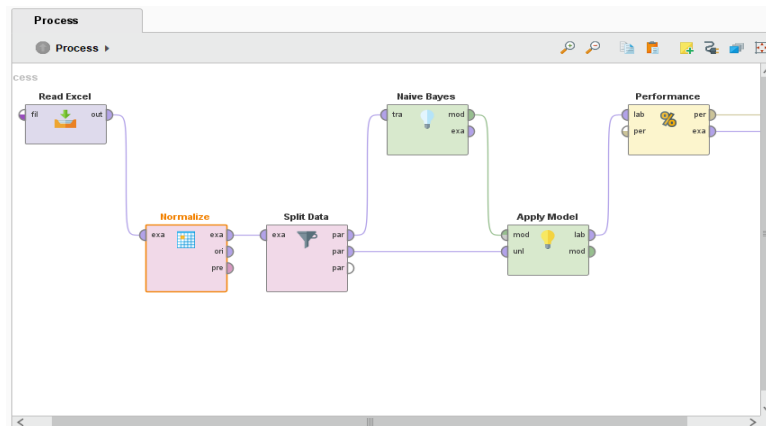 Process
Process
cess
Read Excel
fil
out
Normalize
exa
exa
ori
pre
Split Data
exa
par
par
par
Naive Bayes
tra
mod
exa
Apply Model
mod
lab
unl
mod
Performance
lab
per
per
exa